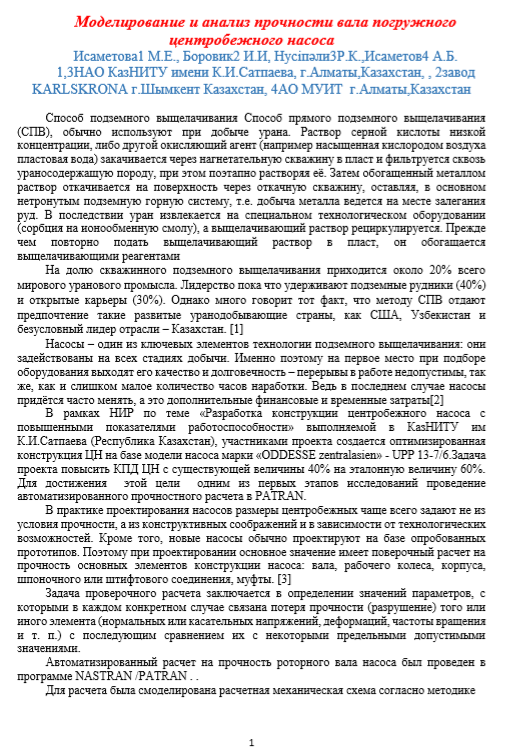 Моделирование и анализ прочности вала погружного
центробежного насоса
Исаметова1 М.Е., Боровик2 И.И, Нусіпәли3Р.К.,Исаметов4 А.Б.
1,3НАО КазНИТУ имени К.И.Сатпаева, г.Алматы,Казахстан, , 2завод
KARLSKRONA г.Шымкент Казахстан, 4АО МУИТ г.Алматы,Казахстан
Способ подземного выщелачивания Способ прямого подземного выщелачивания
(СПВ), обычно используют при добыче урана. Раствор серной кислоты низкой
концентрации, либо другой окисляющий агент (например насыщенная кислородом воздуха
пластовая вода) закачивается через нагнетательную скважину в пласт и фильтруется сквозь
ураносодержащую породу, при этом поэтапно растворяя её. Затем обогащенный металлом
раствор откачивается на поверхность через откачную скважину, оставляя, в основном
нетронутым подземную горную систему, т.е. добыча металла ведется на месте залегания
руд. В последствии уран извлекается на специальном технологическом оборудовании
(сорбция на ионообменную смолу), а выщелачивающий раствор рециркулируется. Прежде
чем повторно подать выщелачивающий раствор в пласт, он обогащается
выщелачивающими реагентами
На долю скважинного подземного выщелачивания приходится около 20% всего
мирового уранового промысла. Лидерство пока что удерживают подземные рудники (40%)
и открытые карьеры (30%). Однако много говорит тот факт, что методу СПВ отдают
предпочтение такие развитые уранодобывающие страны, как США, Узбекистан и
безусловный лидер отрасли – Казахстан. [1]
Насосы – один из ключевых элементов технологии подземного выщелачивания: они
задействованы на всех стадиях добычи. Именно поэтому на первое место при подборе
оборудования выходят его качество и долговечность – перерывы в работе недопустимы, так
же, как и слишком малое количество часов наработки. Ведь в последнем случае насосы
придётся часто менять, а это дополнительные финансовые и временные затраты[2]
В рамках НИР по теме «Разработка конструкции центробежного насоса с
повышенными показателями работоспособности» выполняемой в КазНИТУ им
К.И.Сатпаева (Республика Казахстан), участниками проекта создается оптимизированная
конструкция ЦН на базе модели насоса марки «ODDESSE zentralasien» - UPP 13-7/6.Задача
проекта повысить КПД ЦН с существующей величины 40% на эталонную величину 60%.
Для достижения этой цели одним из первых этапов исследований проведение
автоматизированного прочностного расчета в PATRAN.
В практике проектирования насосов размеры центробежных чаще всего задают не из
условия прочности, а из конструктивных соображений и в зависимости от технологических
возможностей. Кроме того, новые насосы обычно проектируют на базе опробованных
прототипов. Поэтому при проектировании основное значение имеет поверочный расчет на
прочность основных элементов конструкции насоса: вала, рабочего колеса, корпуса,
шпоночного или штифтового соединения, муфты. [3]
Задача проверочного расчета заключается в определении значений параметров, с
которыми в каждом конкретном случае связана потеря прочности (разрушение) того или
иного элемента (нормальных или касательных напряжений, деформаций, частоты вращения
и т. п.) с последующим сравнением их с некоторыми предельными допустимыми
значениями.
Автоматизированный расчет на прочность роторного вала насоса был проведен в
программе NASTRAN /PATRAN . .
Для расчета была смоделирована расчетная механическая схема согласно методике
1